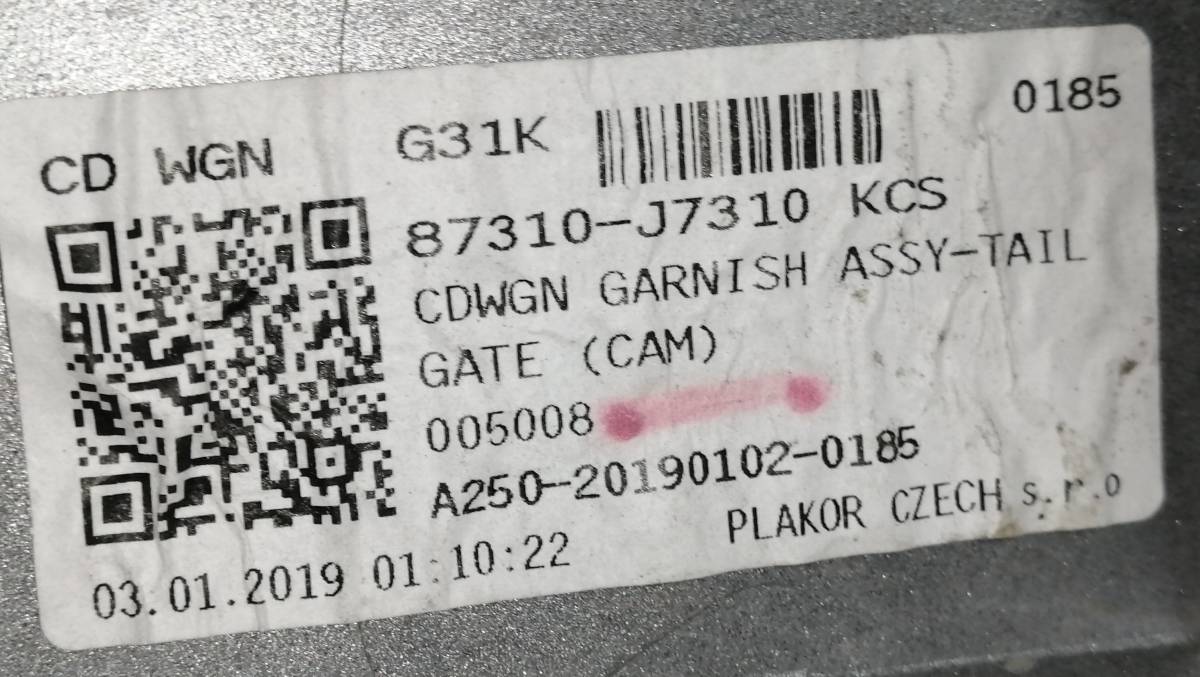 CD WGN G31K 0185
87310-J7310 KCS
CDWGN GARNISH ASSY-TAIL
GATE (CAM)
005008
A250-20190102-0185
03.01.2019 01:10:22 PLAKOR CZECH s.r.o